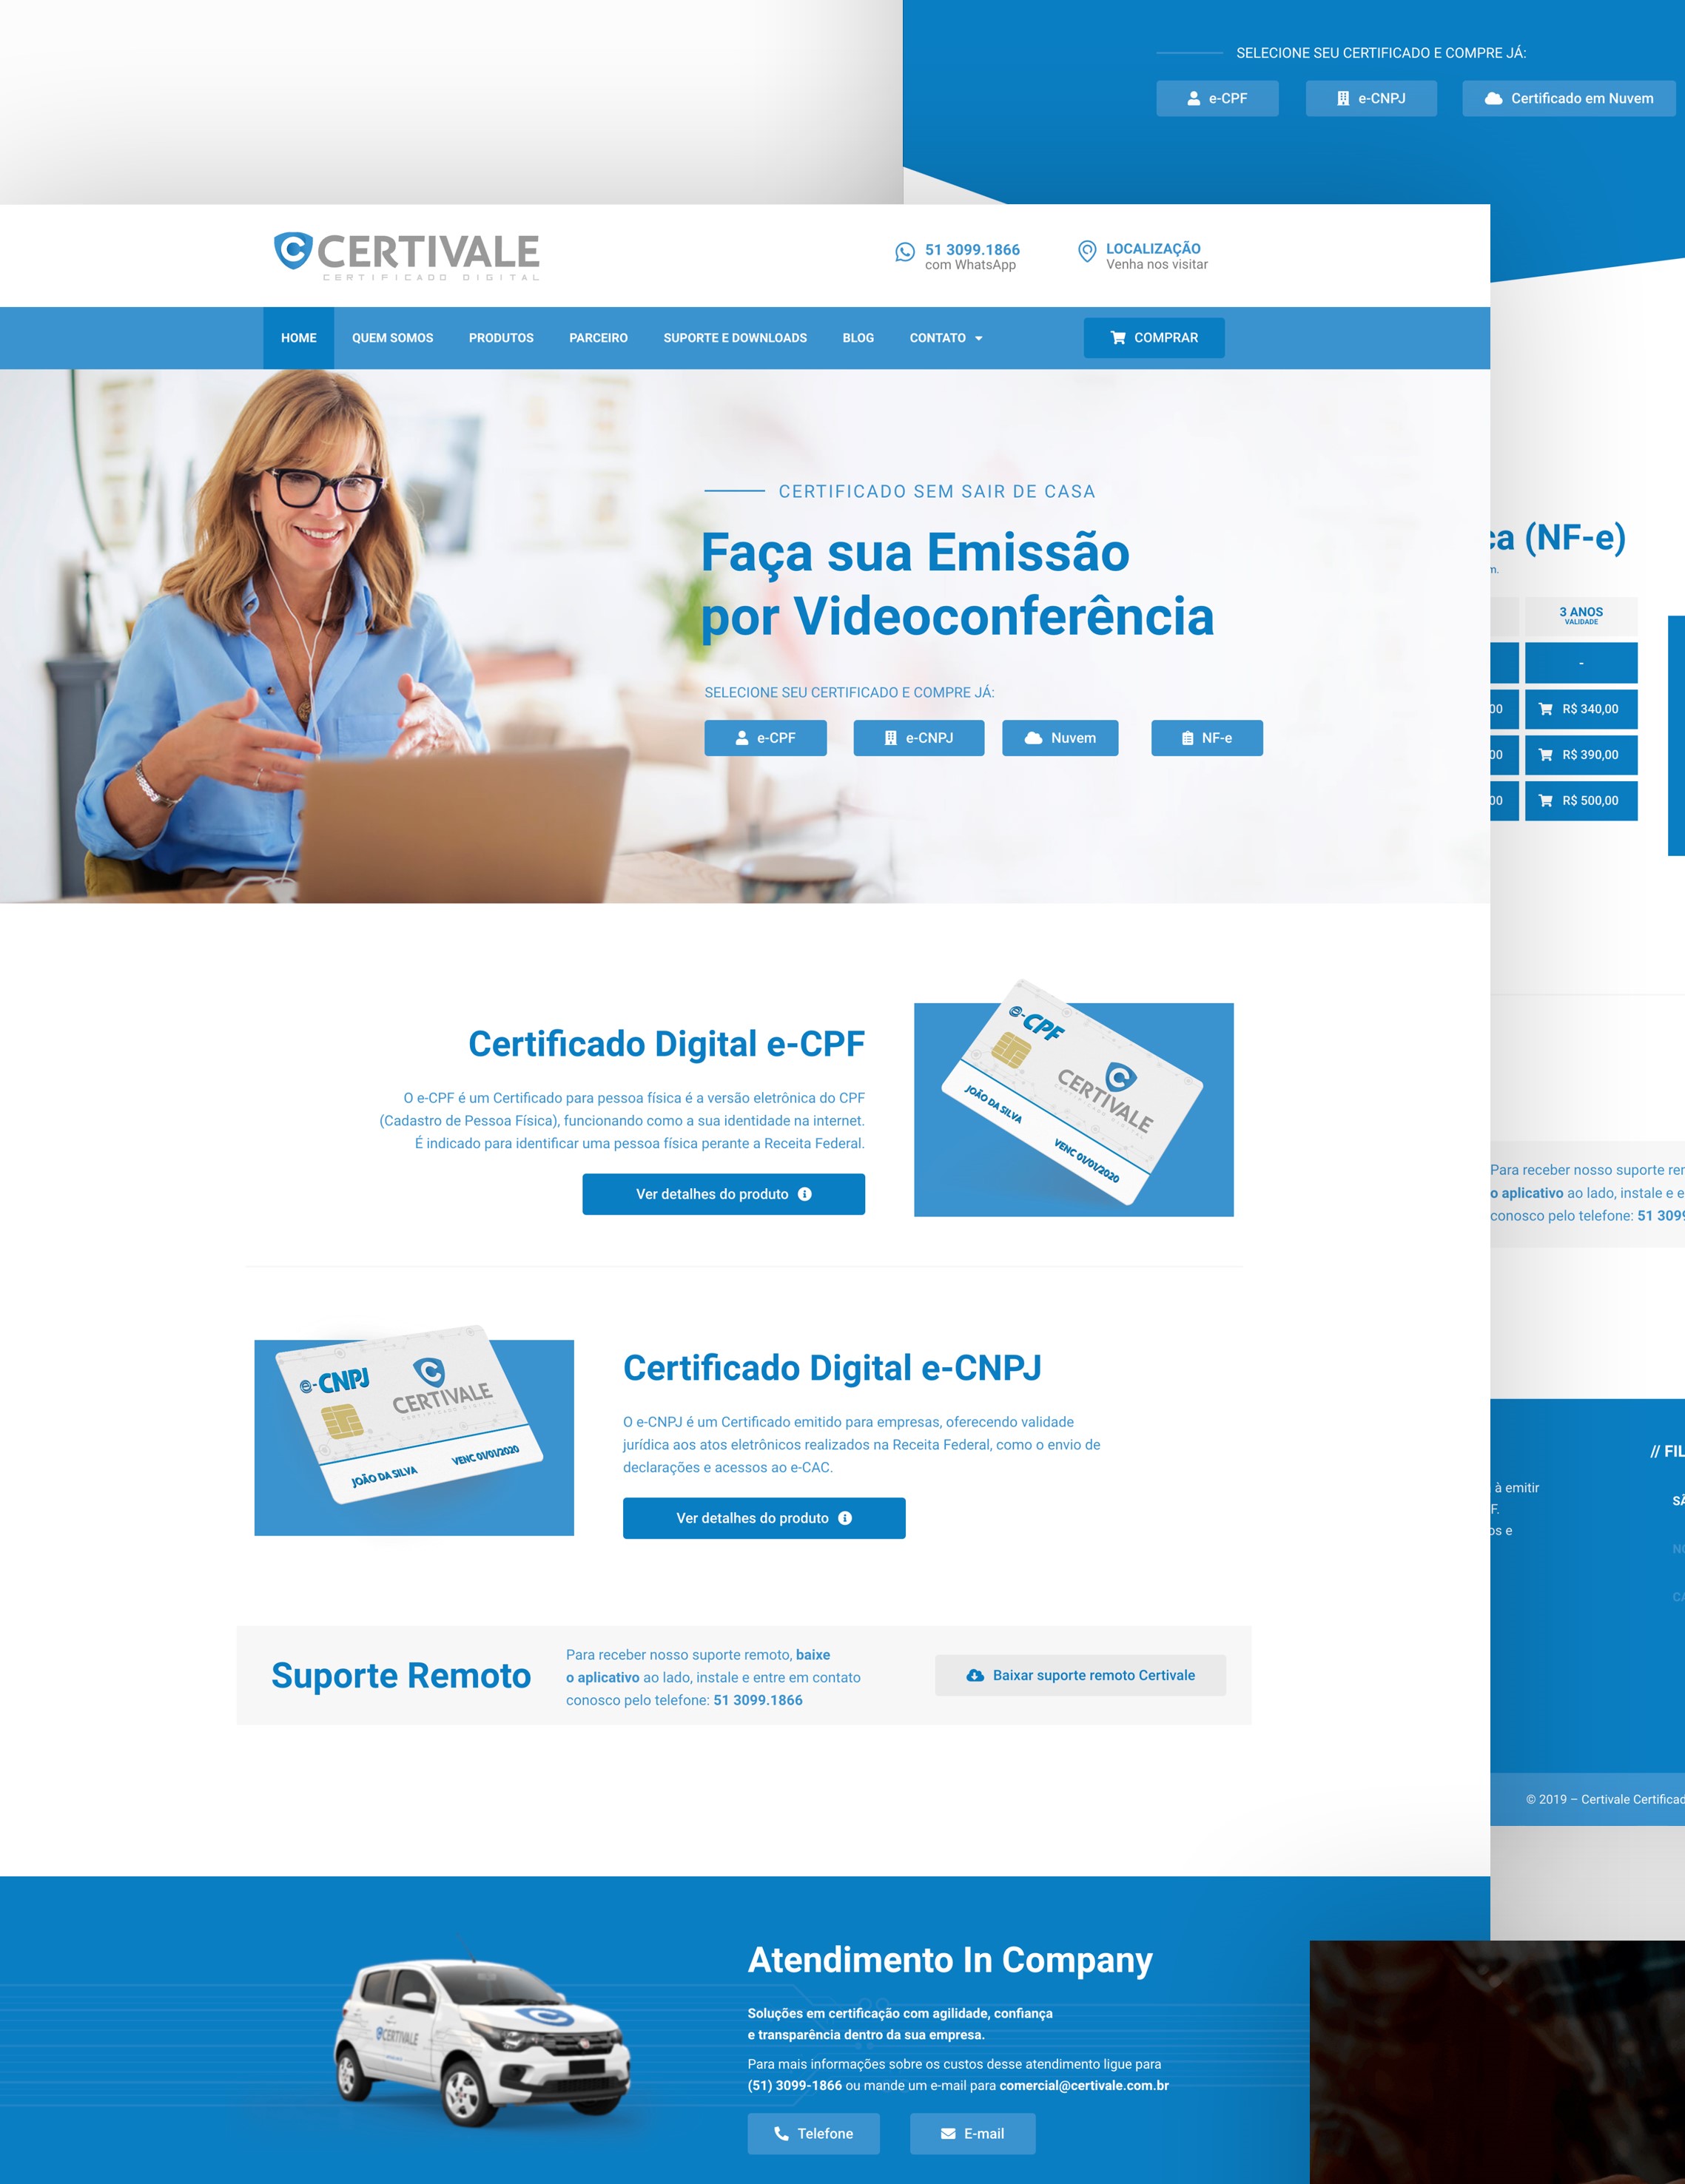 SELECIONE SEU CERTIFICADO E COMPRE JÁ:
e-CPF
e-CNPJ
Certificado em Nuvem
CERTIVALE
CERTIFICADO DIGITAL
51 3099.1866
com WhatsApp
LOCALIZAÇÃO
Venha nos visitar
HOME
QUEM SOMOS
PRODUTOS
PARCEIRO
SUPORTE E DOWNLOADS
BLOG
CONTATO
COMPRAR
CERTIFICADO SEM SAIR DE CASA
Faça sua Emissão
por Videoconferência
SELECIONE SEU CERTIFICADO E COMPRE JÁ:
e-CPF
e-CNPJ
Nuvem
NF-e
ca (NF-e)
m.
3 ANOS
VALIDADE
-
00
R$ 340,00
00
R$ 390,00
00
R$ 500,00
Certificado Digital e-CPF
O e-CPF é um Certificado para pessoa física é a versão eletrônica do CPF
(Cadastro de Pessoa Física), funcionando como a sua identidade na internet.
É indicado para identificar uma pessoa física perante a Receita Federal.
Ver detalhes do produto
e-CPF
CERTIVALE
CERTIFICADO DIGITAL
JOÃO DA SILVA
VENC 01/01/2020
Para receber nosso suporte rem
o aplicativo ao lado, instale e e
conosco pelo telefone: 51 3099
e-CNPJ
CERTIVALE
CERTIFICADO DIGITAL
JOÃO DA SILVA
VENC 01/01/2020
Certificado Digital e-CNPJ
O e-CNPJ é um Certificado emitido para empresas, oferecendo validade
jurídica aos atos eletrônicos realizados na Receita Federal, como o envio de
declarações e acessos ao e-CAC.
Ver detalhes do produto
// FIL
à emitir
F.
os e
SÃ
NO
CA
Suporte Remoto
Para receber nosso suporte remoto, baixe
o aplicativo ao lado, instale e entre em contato
conosco pelo telefone: 51 3099.1866
Baixar suporte remoto Certivale
© 2019 – Certivale Certificad
CERTIVALE
Atendimento In Company
Soluções em certificação com agilidade, confiança
e transparência dentro da sua empresa.
Para mais informações sobre os custos desse atendimento ligue para
(51) 3099-1866 ou mande um e-mail para comercial@certivale.com.br
Telefone
E-mail